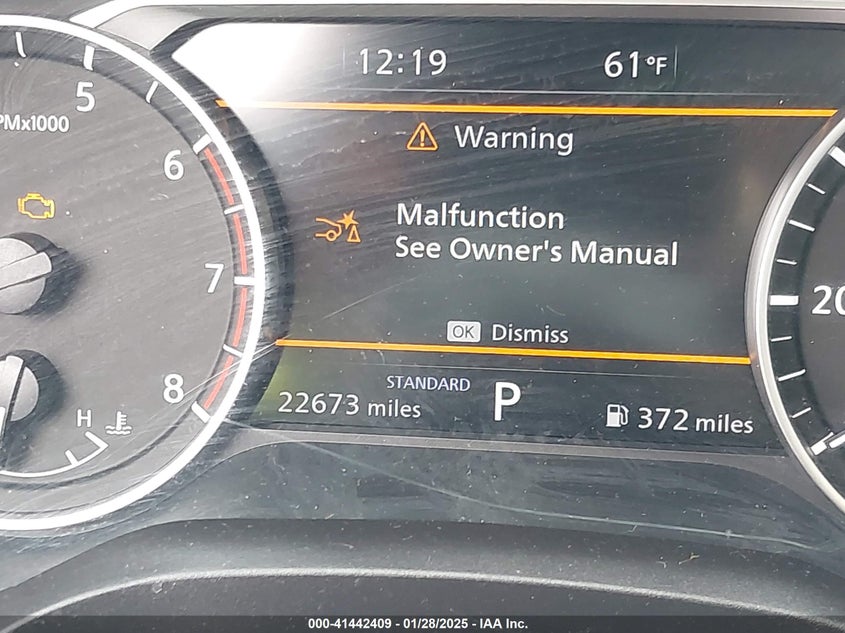 12:19
61°F
5
PMx1000
Warning
6
Malfunction
See Owner's Manual
7
20
OK Dismiss
8
STANDARD
22673 miles
P
372 miles
H
000-41442409 - 01/28/2025 - IAA Inc.